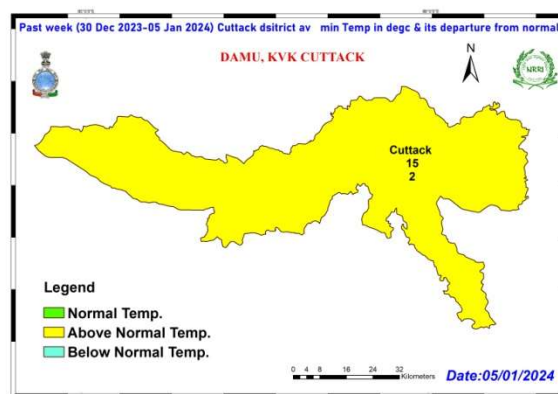 Past week (30 Dec 2023-05 Jan 2024) Cuttack dsitrict av min Temp in degc & its departure from normal
DAMU, KVK CUTTACK
N
NRRI
Cuttack
15
2
Legend
Normal Temp.
Above Normal Temp.
Below Normal Temp.
0 4 8 16 24 32
Kilometers
Date:05/01/2024